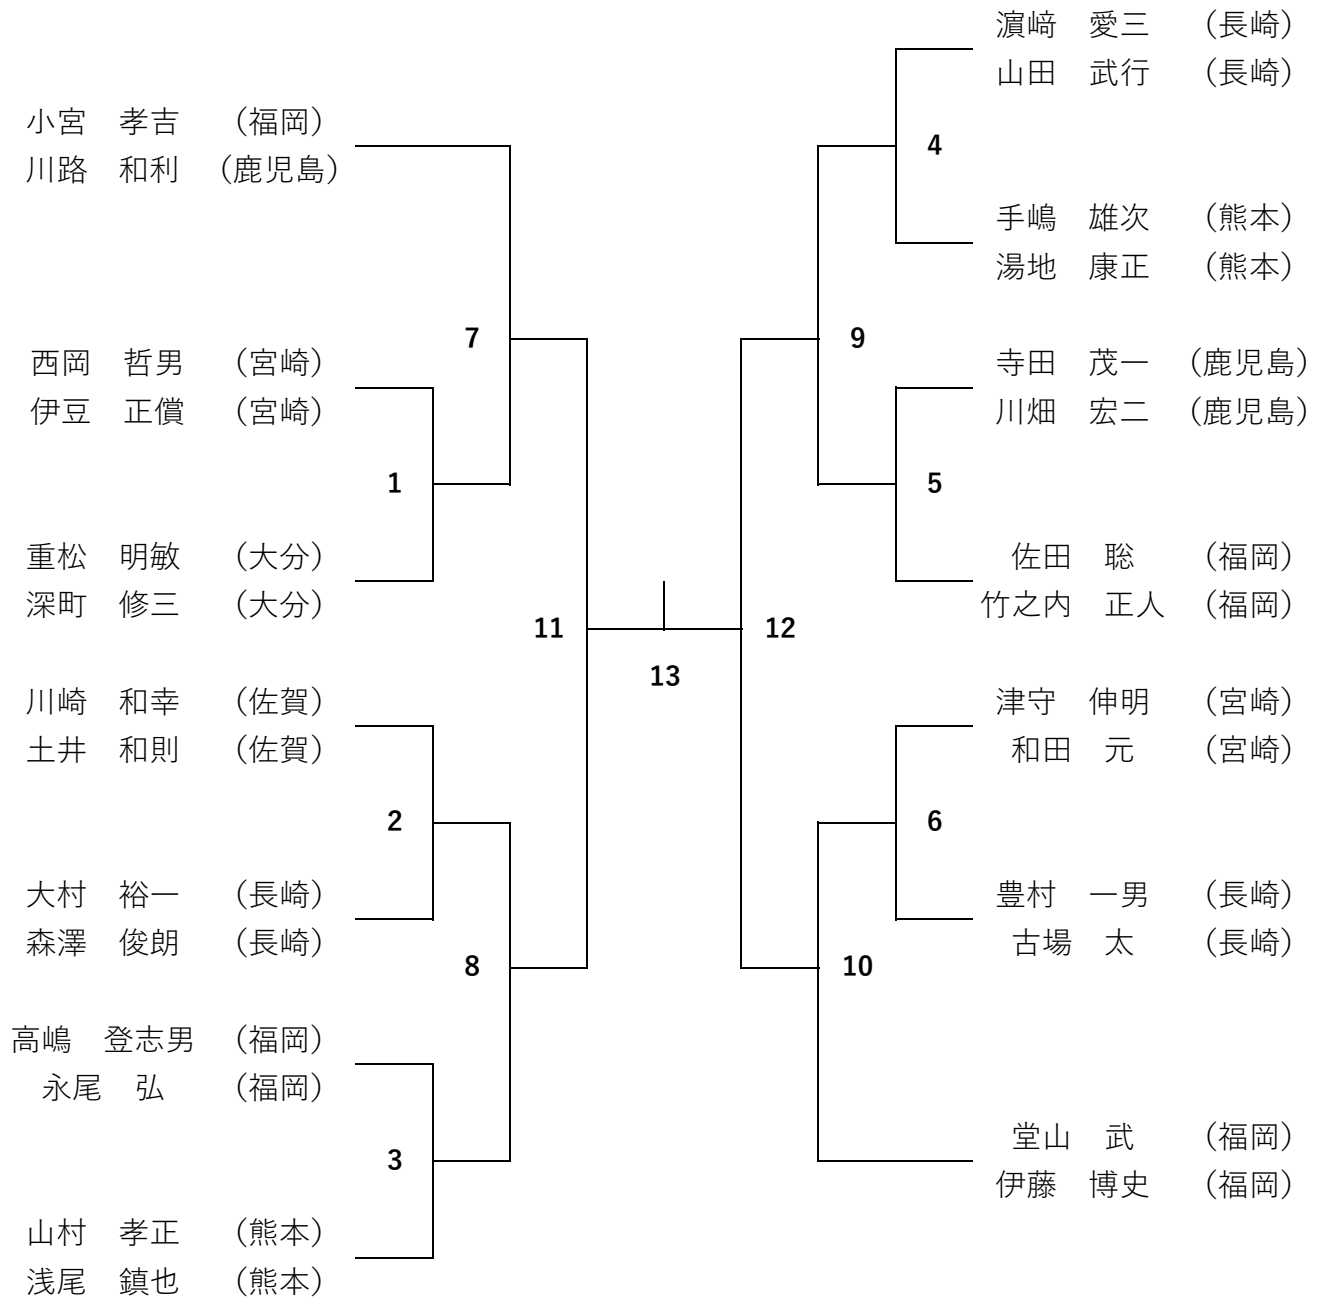 小宮　孝吉　（福岡）
川路　和利　（鹿児島）
西岡　哲男　（宮崎）
伊豆　正償　（宮崎）
重松　明敏　（大分）
深町　修三　（大分）
川崎　和幸　（佐賀）
土井　和則　（佐賀）
大村　裕一　（長崎）
森澤　俊朗　（長崎）
高嶋　登志男　（福岡）
永尾　弘　（福岡）
山村　孝正　（熊本）
浅尾　鎮也　（熊本）
7
1
2
8
3
11
13
12
4
9
5
6
10
濵﨑　愛三　（長崎）
山田　武行　（長崎）
手嶋　雄次　（熊本）
湯地　康正　（熊本）
寺田　茂一　（鹿児島）
川畑　宏二　（鹿児島）
佐田　聡　（福岡）
竹之内　正人　（福岡）
津守　伸明　（宮崎）
和田　元　（宮崎）
豊村　一男　（長崎）
古場　太　（長崎）
堂山　武　（福岡）
伊藤　博史　（福岡）